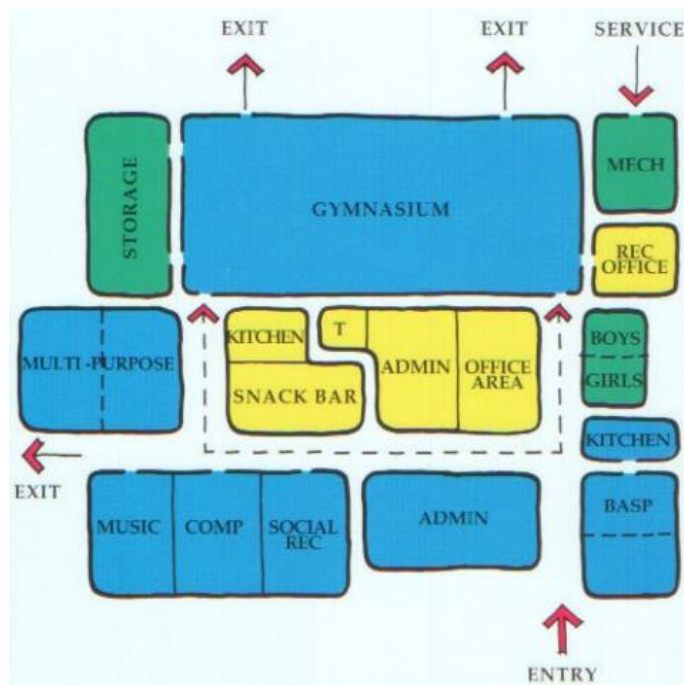 EXIT
EXIT
SERVICE
STORAGE
GYMNASIUM
MECH
REC
OFFICE
KITCHEN
T
BOYS
MULTI-PURPOSE
ADMIN
OFFICE
AREA
GIRLS
SNACK BAR
KITCHEN
EXIT
MUSIC
COMP
SOCIAL
REC
ADMIN
BASP
ENTRY